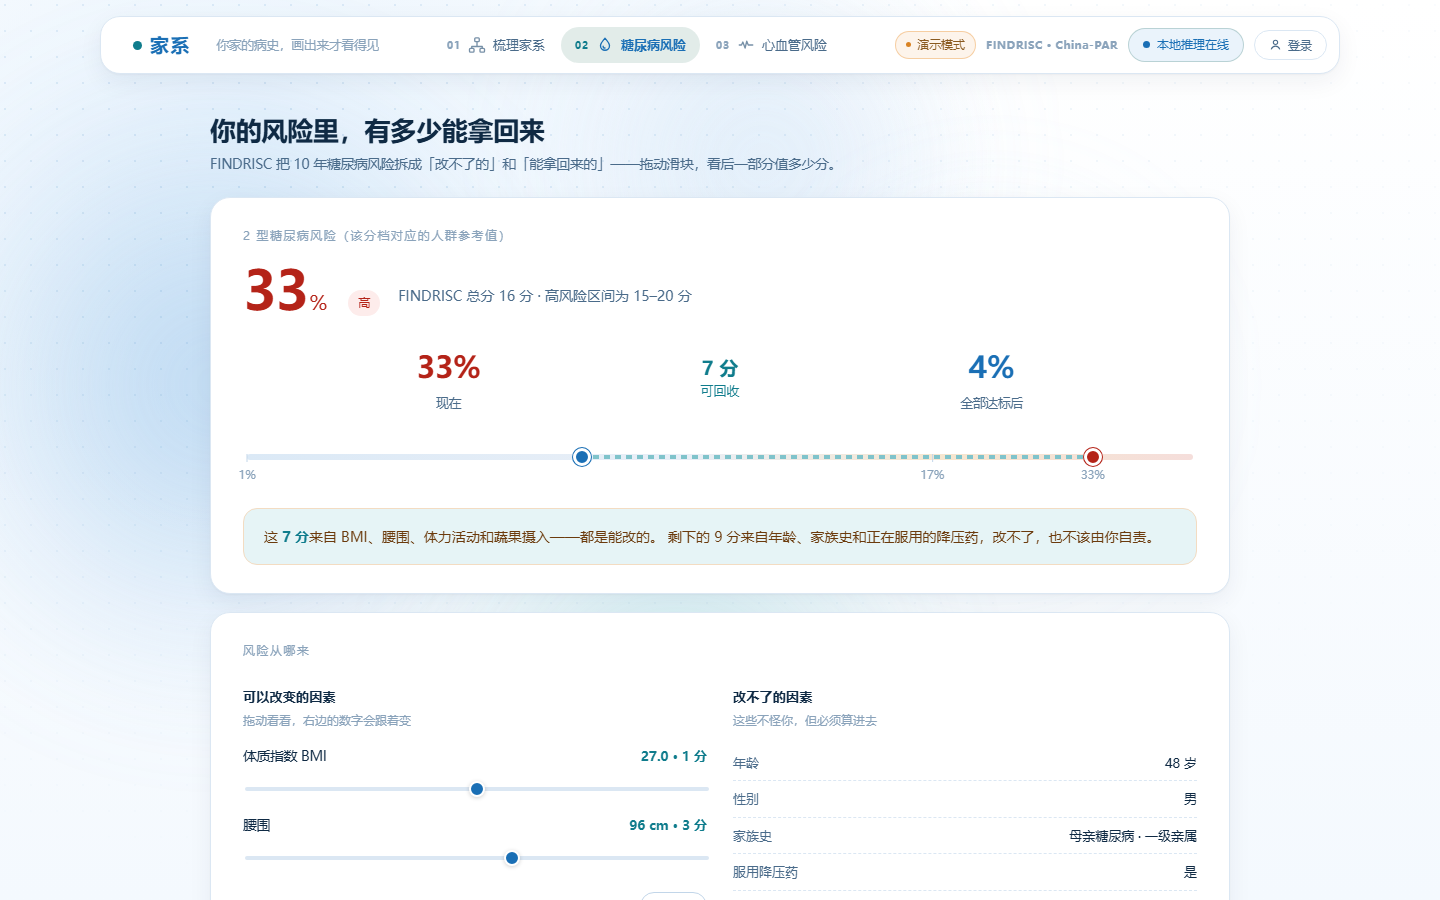 家系
你家的病史，画出来才看得见
01 梳理家系
02 糖尿病风险
03 心血管风险
演示模式
FINDRISC • China-PAR
本地推理在线
登录
你的风险里，有多少能拿回来
FINDRISC 把 10 年糖尿病风险拆成「改不了的」和「能拿回来的」——拖动滑块，看后一部分值多少分。
2 型糖尿病风险（该分档对应的人群参考值）
33%
高
FINDRISC 总分 16 分 · 高风险区间为 15–20 分
33%
现在
7 分
可回收
4%
全部达标后
1%
17%
33%
这 7 分来自 BMI、腰围、体力活动和蔬果摄入——都是能改的。 剩下的 9 分来自年龄、家族史和正在服用的降压药，改不了，也不该由你自责。
风险从哪来
可以改变的因素
拖动看看，右边的数字会跟着变
体质指数 BMI
27.0 • 1 分
腰围
96 cm • 3 分
改不了的因素
这些不怪你，但必须算进去
年龄
48 岁
性别
男
家族史
母亲糖尿病 · 一级亲属
服用降压药
是